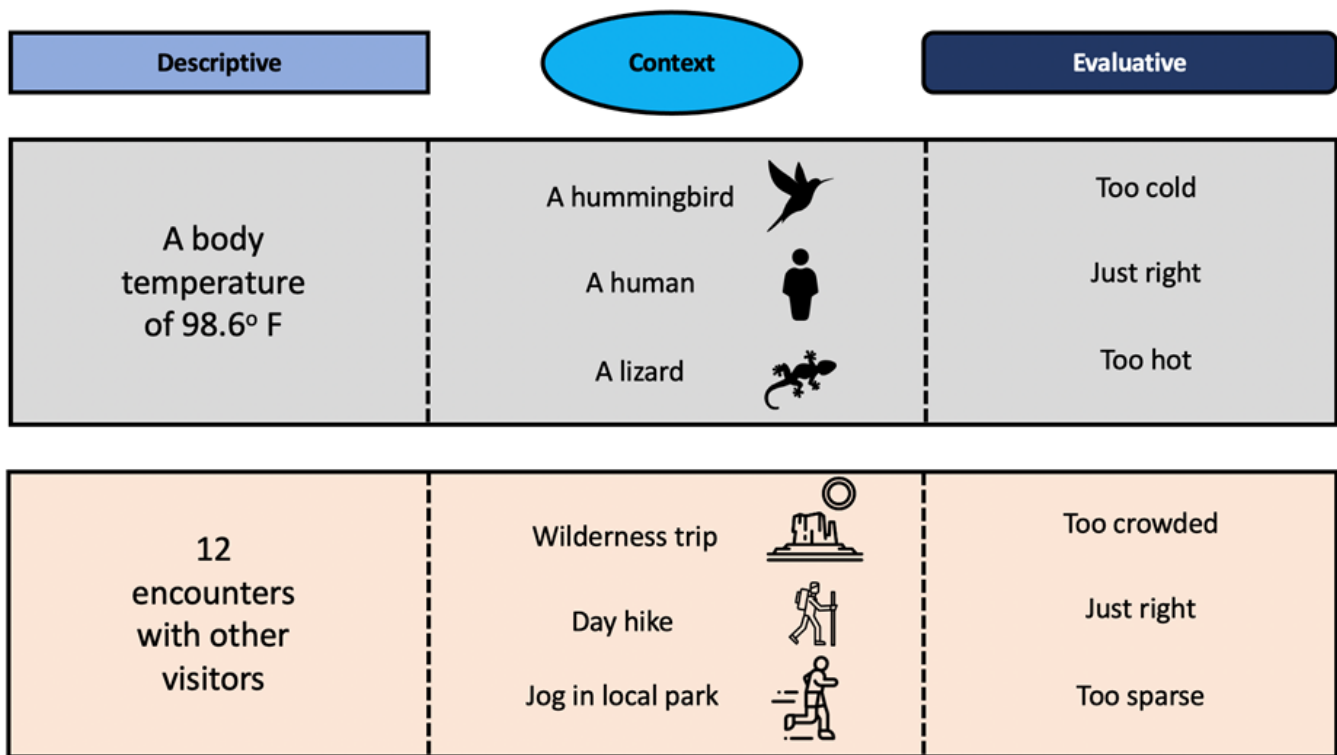 Descriptive
Context
Evaluative
A body
temperature
of 98.6º F
A hummingbird
Too cold
A human
Just right
A lizard
Too hot
12
encounters
with other
visitors
Wilderness trip
Too crowded
Day hike
Just right
Jog in local park
Too sparse